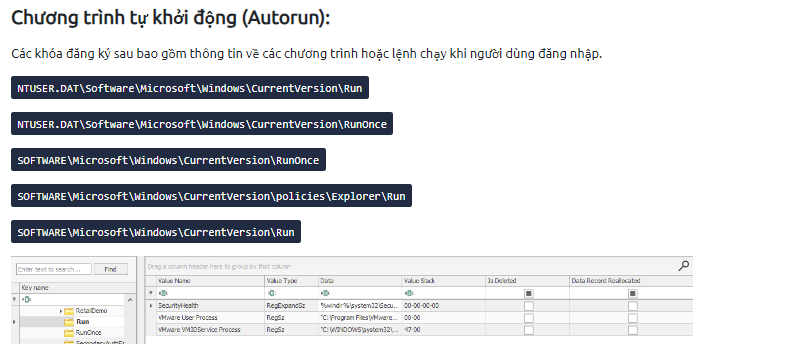 Chương trình tự khởi động (Autorun):
Các khóa đăng ký sau bao gồm thông tin về các chương trình hoặc lệnh chạy khi người dùng đăng nhập.
NTUSER.DAT\Software\Microsoft\Windows\CurrentVersion\Run
NTUSER.DAT\Software\Microsoft\Windows\CurrentVersion\RunOnce
SOFTWARE\Microsoft\Windows\CurrentVersion\RunOnce
SOFTWARE\Microsoft\Windows\CurrentVersion\policies\Explorer\Run
SOFTWARE\Microsoft\Windows\CurrentVersion\Run
Enter text to search... Find
Key name
RetailDemo
Run
RunOnce
Drag a column header here to group by that column
Value Name Value Type Data Value Slack Is Deleted Data Record Reallocated
SecurityHealth RegExpandSz %windir%\system32\Secu... 00-00-00-00
VMware User Process RegSz "C:\Program Files\VMware... 00-00
VMware VM3DService Process RegSz "C:\WINDOWS\system32\... 47-00